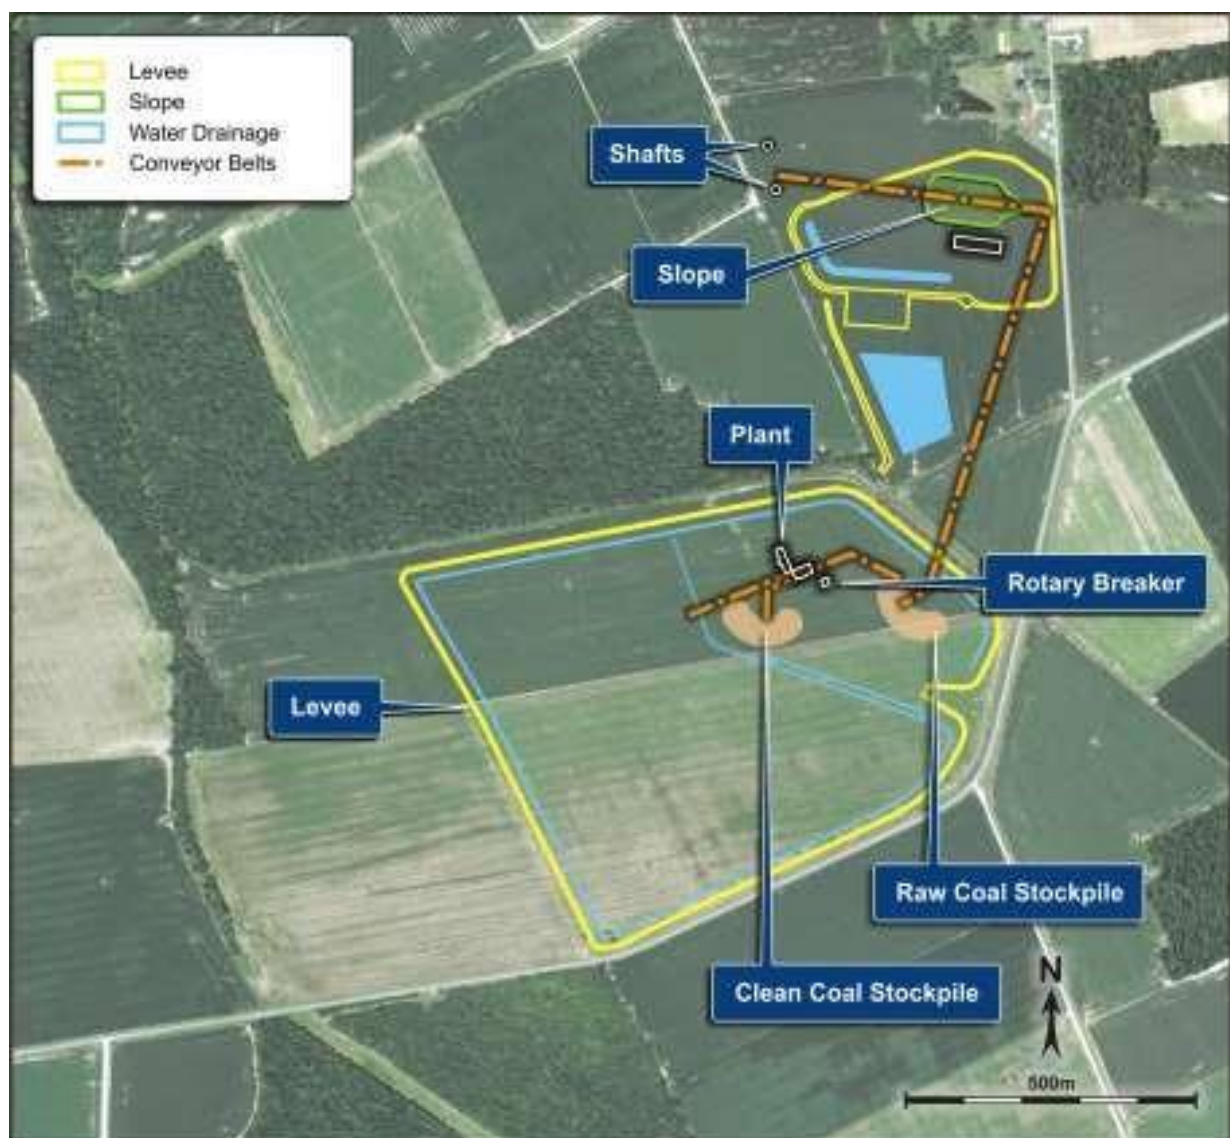 Levee
Slope
Water Drainage
Conveyor Belts
Shafts
Slope
Plant
Rotary Breaker
Levee
Raw Coal Stockpile
Clean Coal Stockpile
N
500m